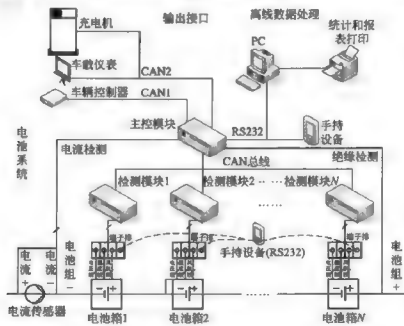 输出接口
离线数据处理
充电机
PC
统计和报
表打印
车载仪表
CAN2
车辆控制器
CAN1
主控模块
RS232
手持
设备
电池系统
电流检测
CAN总线
绝缘检测
检测模块1
检测模块2
……
检测模块N
端子排
端子排
端子排
手持设备(RS232)
电流+
电流-
电池组-
电池组+
电流传感器
电池箱1
电池箱2
……
电池箱N